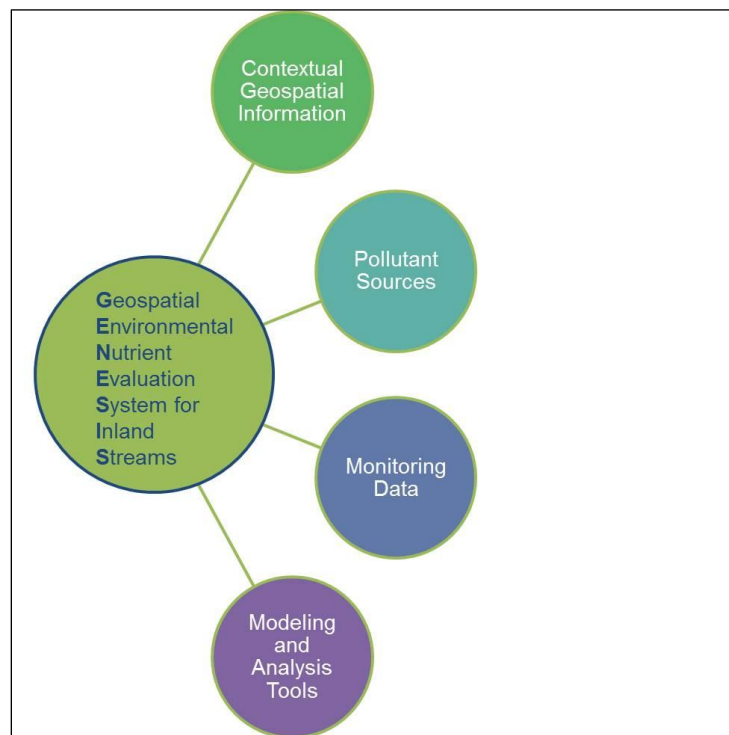 Contextual
Geospatial
Information
Pollutant
Sources
Geospatial
Environmental
Nutrient
Evaluation
System for
Inland
Streams
Monitoring
Data
Modeling
and
Analysis
Tools